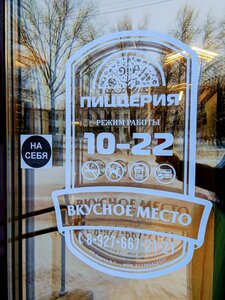 ПИЦЦЕРИЯ
РЕЖИМ РАБОТЫ
10-22
НА
СЕБЯ
ВКУСНОЕ МЕСТО